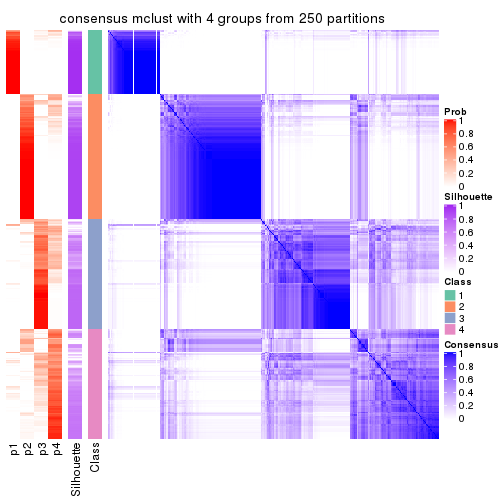 consensus mclust with 4 groups from 250 partitions
Prob
1
0.8
0.6
0.4
0.2
0
Silhouette
1
0.8
0.6
0.4
0.2
0
Class
1
2
3
4
Consensus
1
0.8
0.6
0.4
0.2
0
p1
p2
p3
p4
Silhouette
Class